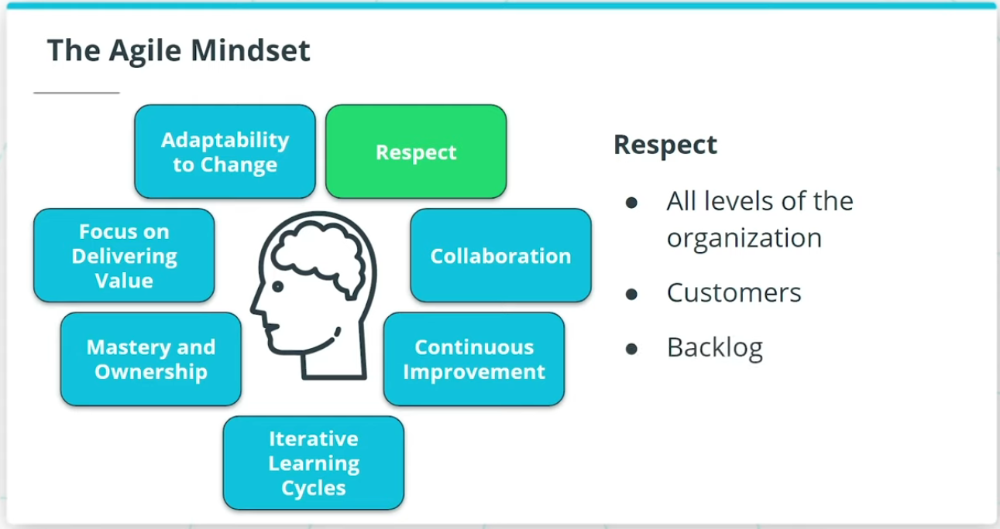 The Agile Mindset
Adaptability
to Change
Respect
Focus on
Delivering
Value
Collaboration
Mastery and
Ownership
Continuous
Improvement
Iterative
Learning
Cycles
Respect
● All levels of the
organization
● Customers
● Backlog